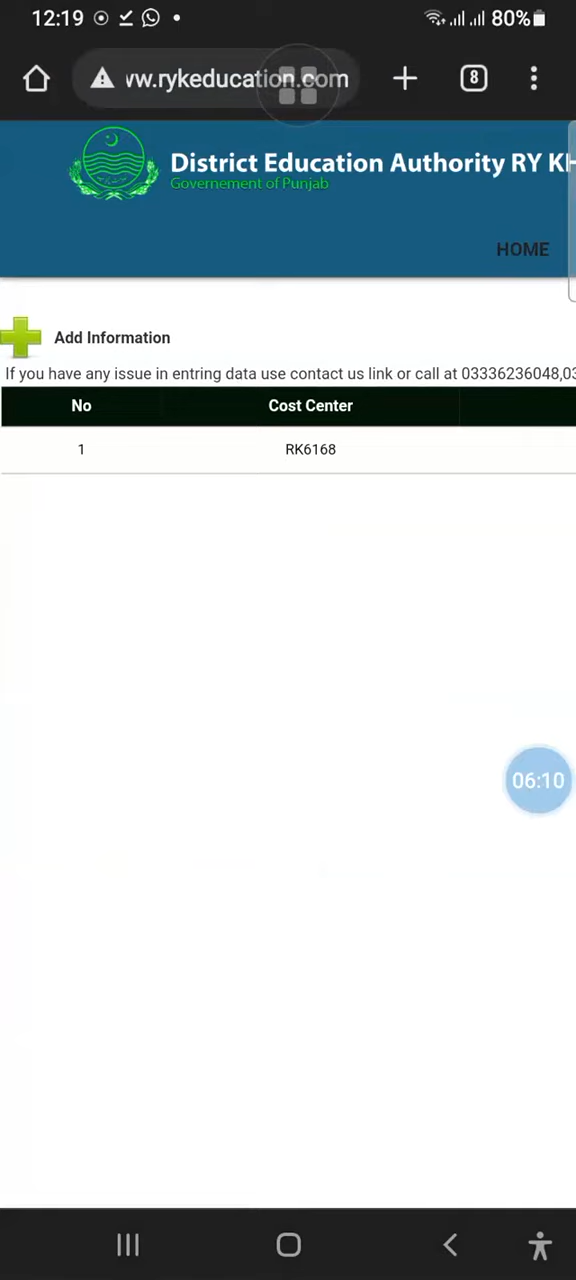 12:19
80%
vw.rykeducation.com
8
District Education Authority RY KH
Governement of Punjab
HOME
Add Information
If you have any issue in entring data use contact us link or call at 03336236048,03
No Cost Center
1 RK6168
06:10